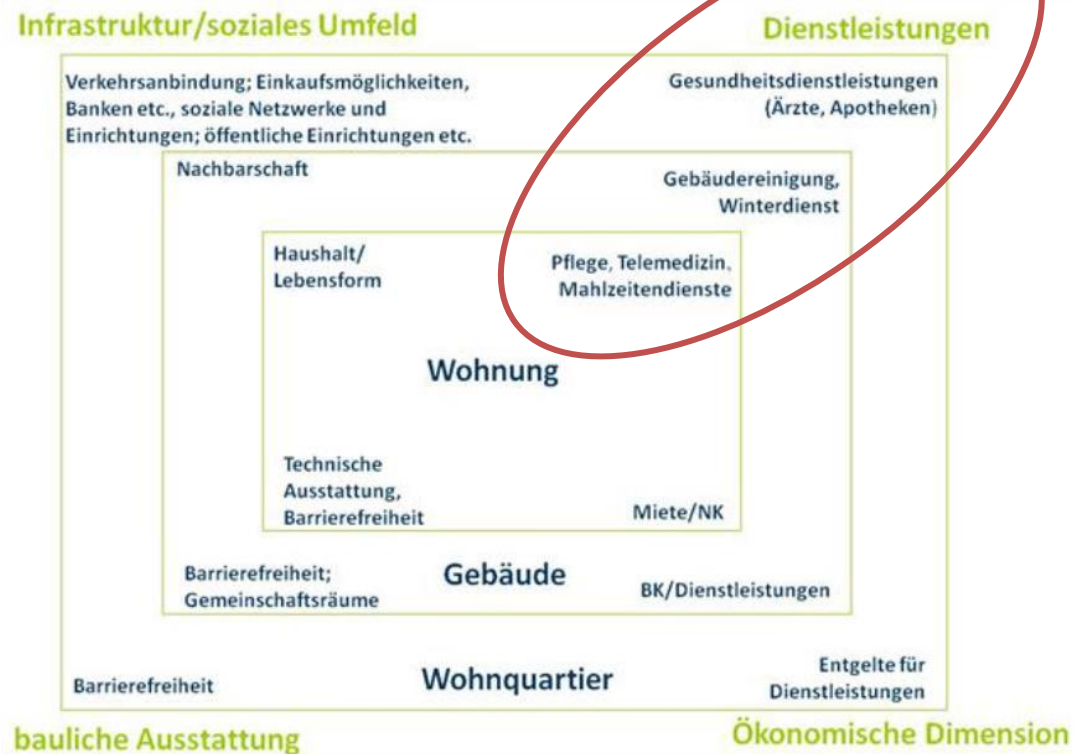 Infrastruktur/soziales Umfeld
Dienstleistungen
Verkehrsanbindung; Einkaufsmöglichkeiten,
Banken etc., soziale Netzwerke und
Einrichtungen; öffentliche Einrichtungen etc.
Gesundheitsdienstleistungen
(Ärzte, Apotheken)
Nachbarschaft
Gebäudereinigung,
Winterdienst
Haushalt/
Lebensform
Pflege, Telemedizin,
Mahlzeitendienste
Wohnung
Technische
Ausstattung,
Barrierefreiheit
Miete/NK
Barrierefreiheit;
Gemeinschaftsräume
Gebäude
BK/Dienstleistungen
Barrierefreiheit
Wohnquartier
Entgelte für
Dienstleistungen
bauliche Ausstattung
Ökonomische Dimension